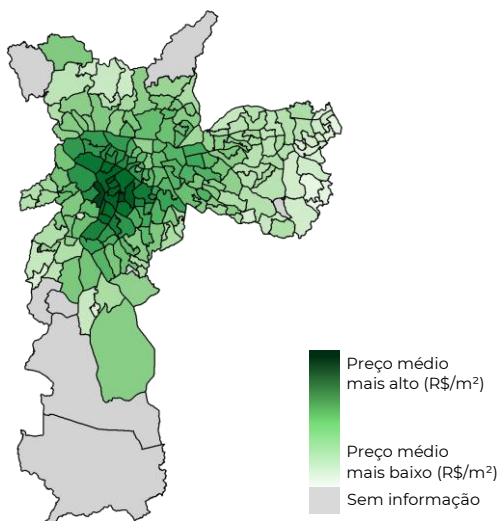 Preço médio
mais alto (R$/m²)
Preço médio
mais baixo (R$/m²)
Sem informação